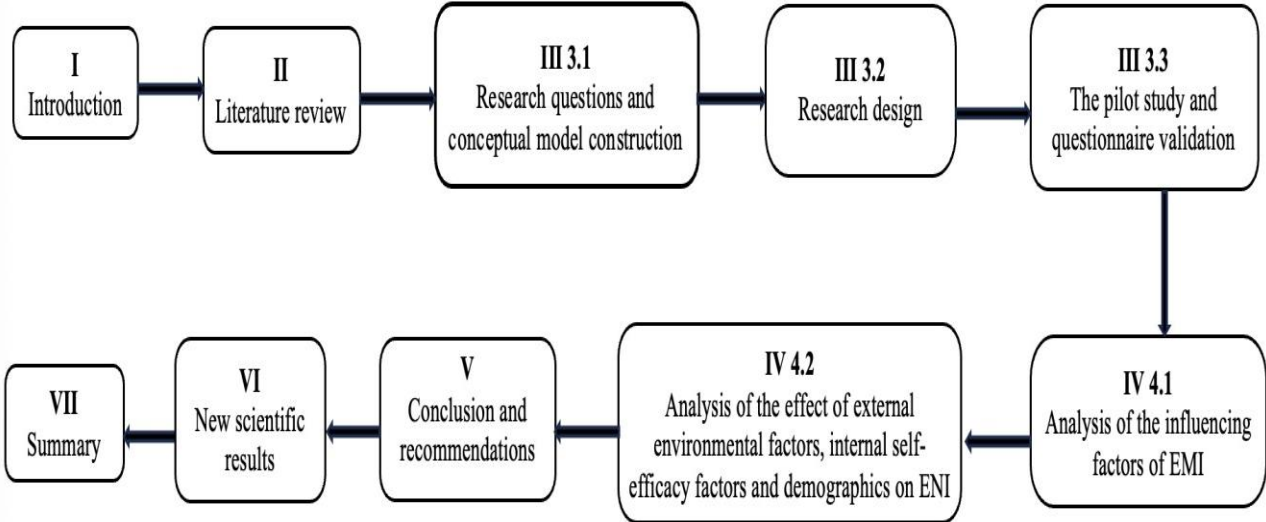 I
Introduction
II
Literature review
III 3.1
Research questions and
conceptual model construction
III 3.2
Research design
III 3.3
The pilot study and
questionnaire validation
IV 4.1
Analysis of the influencing
factors of EMI
IV 4.2
Analysis of the effect of external
environmental factors, internal self-
efficacy factors and demographics on ENI
V
Conclusion and
recommendations
VI
New scientific
results
VII
Summary